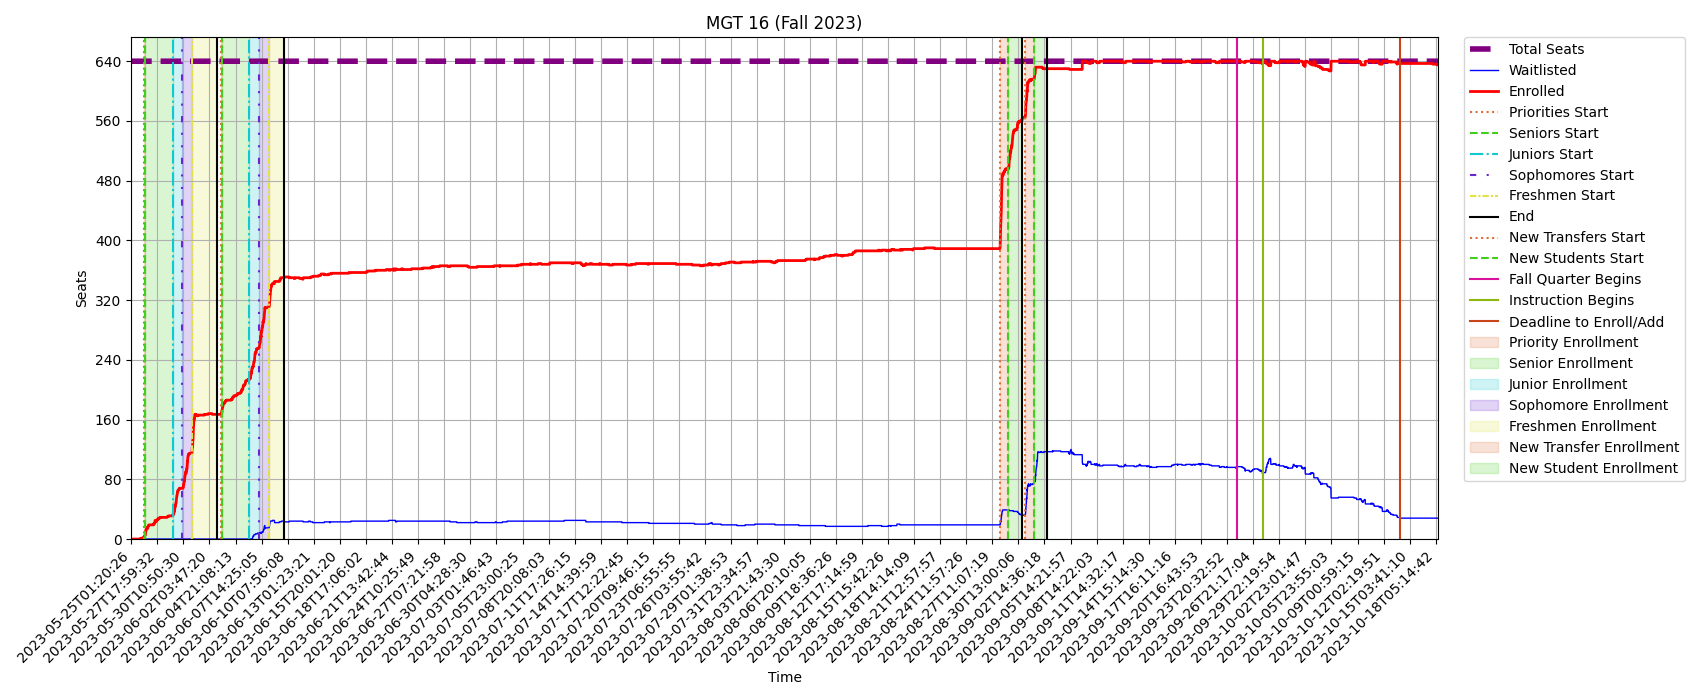 MGT 16 (Fall 2023)
Seats
640
560
480
400
320
240
160
80
0
2023-05-25T01:20:26
2023-05-27T17:59:32
2023-05-30T10:50:30
2023-06-02T03:47:20
2023-06-04T21:08:13
2023-06-07T14:25:05
2023-06-10T07:56:08
2023-06-13T01:23:21
2023-06-15T20:01:20
2023-06-18T17:06:02
2023-06-21T13:42:44
2023-06-24T10:25:49
2023-06-27T07:21:58
2023-06-30T04:28:30
2023-07-03T01:46:43
2023-07-05T23:00:25
2023-07-08T20:08:03
2023-07-11T17:26:15
2023-07-14T14:39:59
2023-07-17T12:22:45
2023-07-20T09:46:15
2023-07-23T06:55:55
2023-07-26T03:55:42
2023-07-29T01:38:53
2023-07-31T23:34:57
2023-08-03T21:43:30
2023-08-06T20:10:05
2023-08-09T18:36:26
2023-08-12T17:14:59
2023-08-15T15:42:26
2023-08-18T14:14:09
2023-08-21T12:57:57
2023-08-24T11:57:26
2023-08-27T11:07:19
2023-08-30T13:00:06
2023-09-02T14:36:18
2023-09-05T14:21:57
2023-09-08T14:22:03
2023-09-11T14:32:17
2023-09-14T15:14:30
2023-09-17T16:11:16
2023-09-20T16:43:53
2023-09-23T20:32:52
2023-09-26T21:17:04
2023-09-29T22:19:54
2023-10-02T23:01:47
2023-10-05T23:55:03
2023-10-09T00:59:15
2023-10-12T02:19:51
2023-10-15T03:41:10
2023-10-18T05:14:42
Time
Total Seats
Waitlisted
Enrolled
Priorities Start
Seniors Start
Juniors Start
Sophomores Start
Freshmen Start
End
New Transfers Start
New Students Start
Fall Quarter Begins
Instruction Begins
Deadline to Enroll/Add
Priority Enrollment
Senior Enrollment
Junior Enrollment
Sophomore Enrollment
Freshmen Enrollment
New Transfer Enrollment
New Student Enrollment